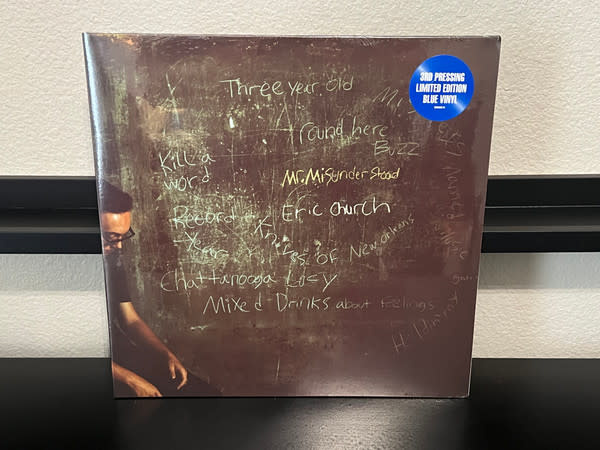 3RD PRESSING
LIMITED EDITION
BLUE VINYL
Three year old
round here
Buzz
Kill a
word
Mr. Misunderstood
Eric Church
Record
Year
Knives of New Orleans
Chattanooga Lucy
Mixed Drinks about feelings